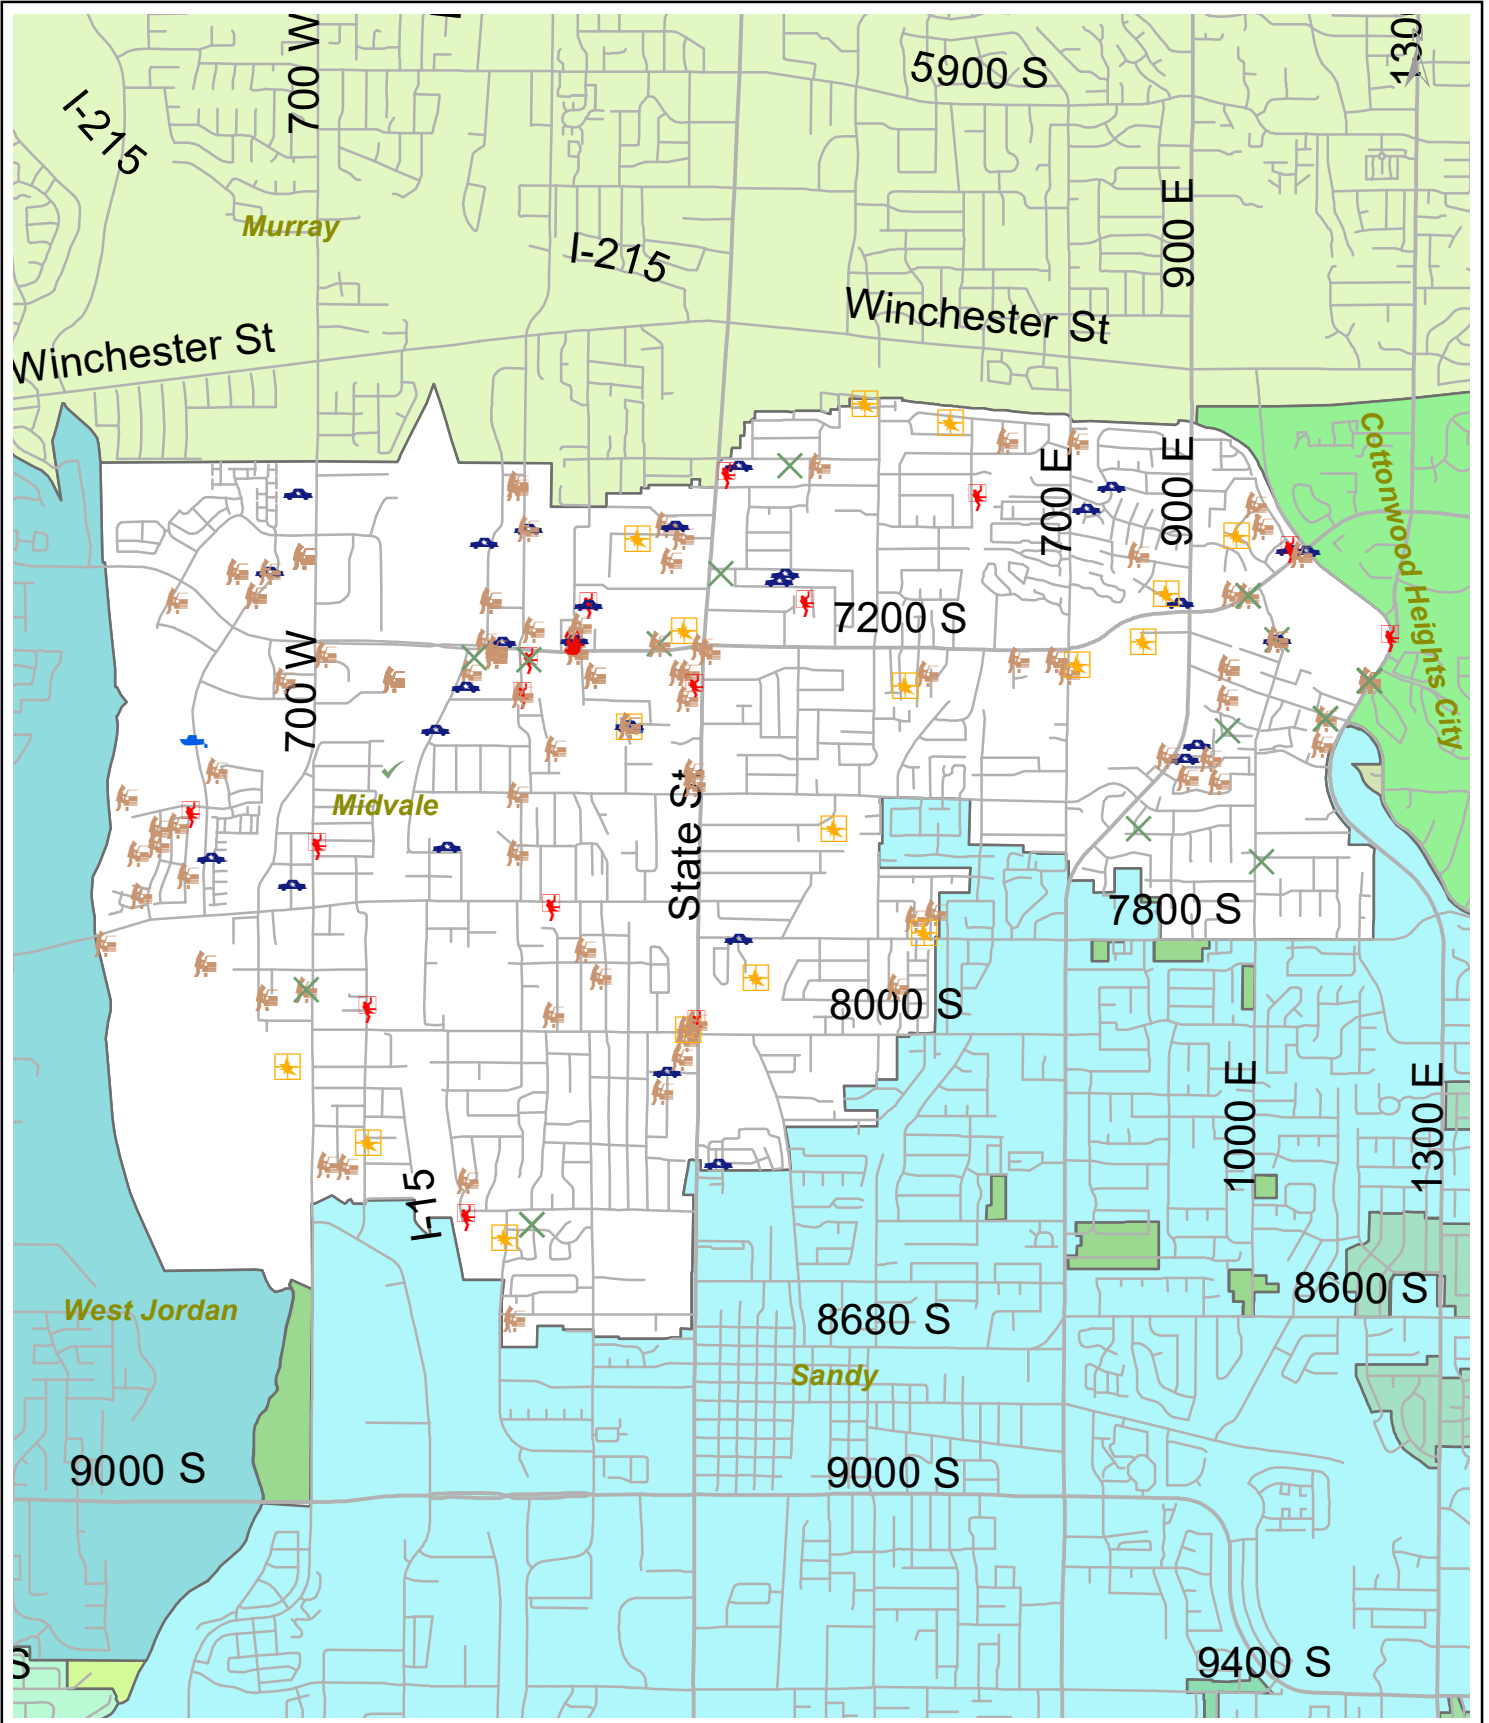 700 W
5900 S
130
I-215
900 E
Murray
I-215
Winchester St
Winchester St
Cottonwood Heights City
700 E
900 E
7200 S
700 W
Midvale
State St
7800 S
8000 S
1000 E
1300 E
I-15
8600 S
West Jordan
8680 S
Sandy
9000 S
9000 S
9400 S
S